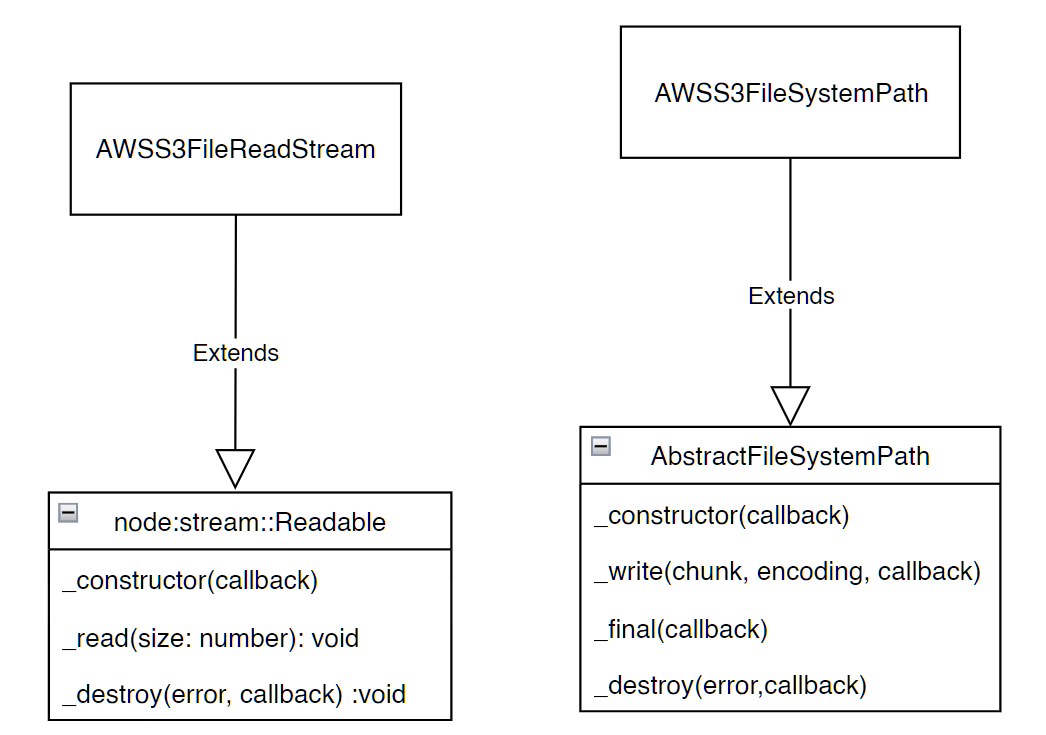 AWSS3FileReadStream
Extends
node:stream::Readable
_constructor(callback)
_read(size: number): void
_destroy(error, callback) :void
AWSS3FileSystemPath
Extends
AbstractFileSystemPath
_constructor(callback)
_write(chunk, encoding, callback)
_final(callback)
_destroy(error,callback)